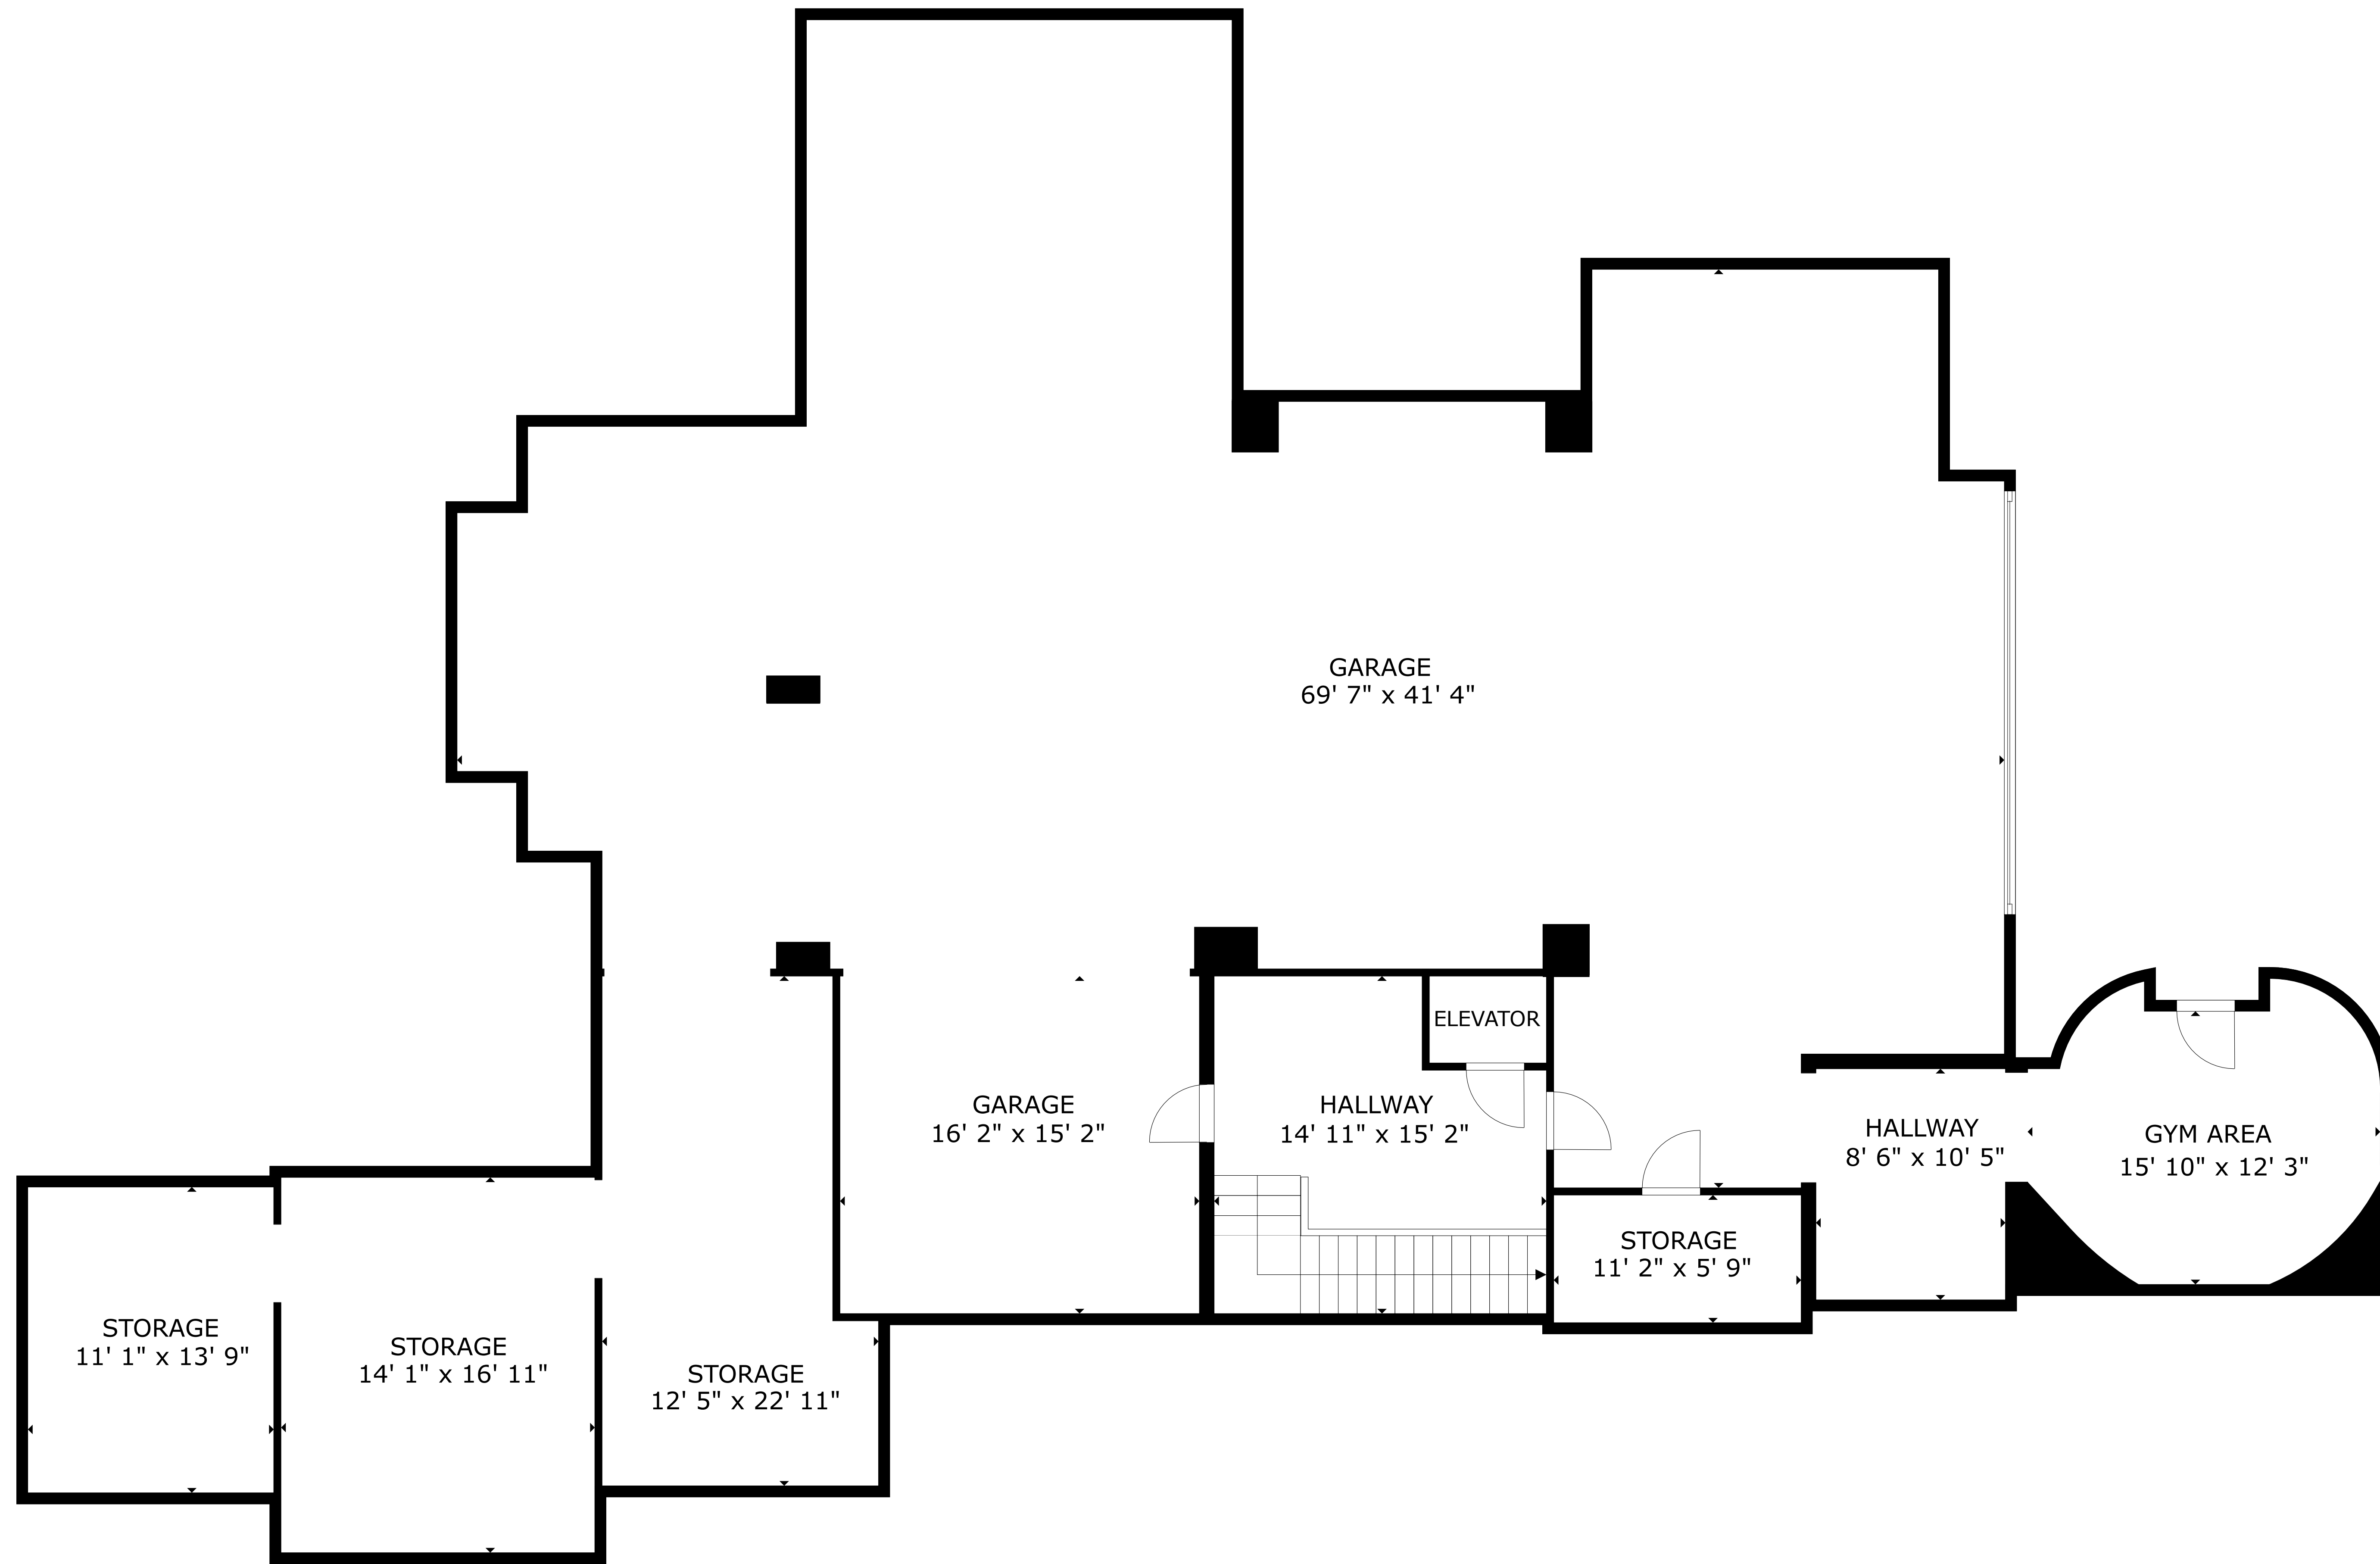 GARAGE
69' 7" x 41' 4"
ELEVATOR
GARAGE
16' 2" x 15' 2"
HALLWAY
14' 11" x 15' 2"
HALLWAY
8' 6" x 10' 5"
GYM AREA
15' 10" x 12' 3"
STORAGE
11' 2" x 5' 9"
STORAGE
11' 1" x 13' 9"
STORAGE
14' 1" x 16' 11"
STORAGE
12' 5" x 22' 11"